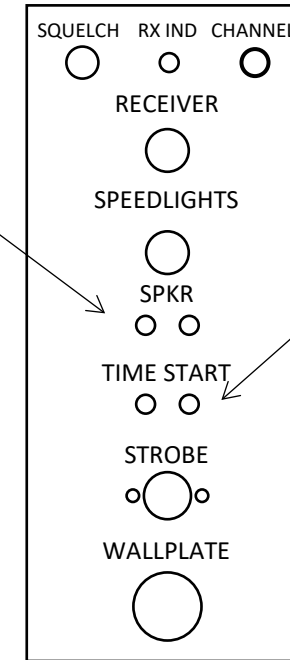 SQUELCH RX IND CHANNEL
RECEIVER
SPEEDLIGHTS
SPKR
TIME START
STROBE
WALLPLATE